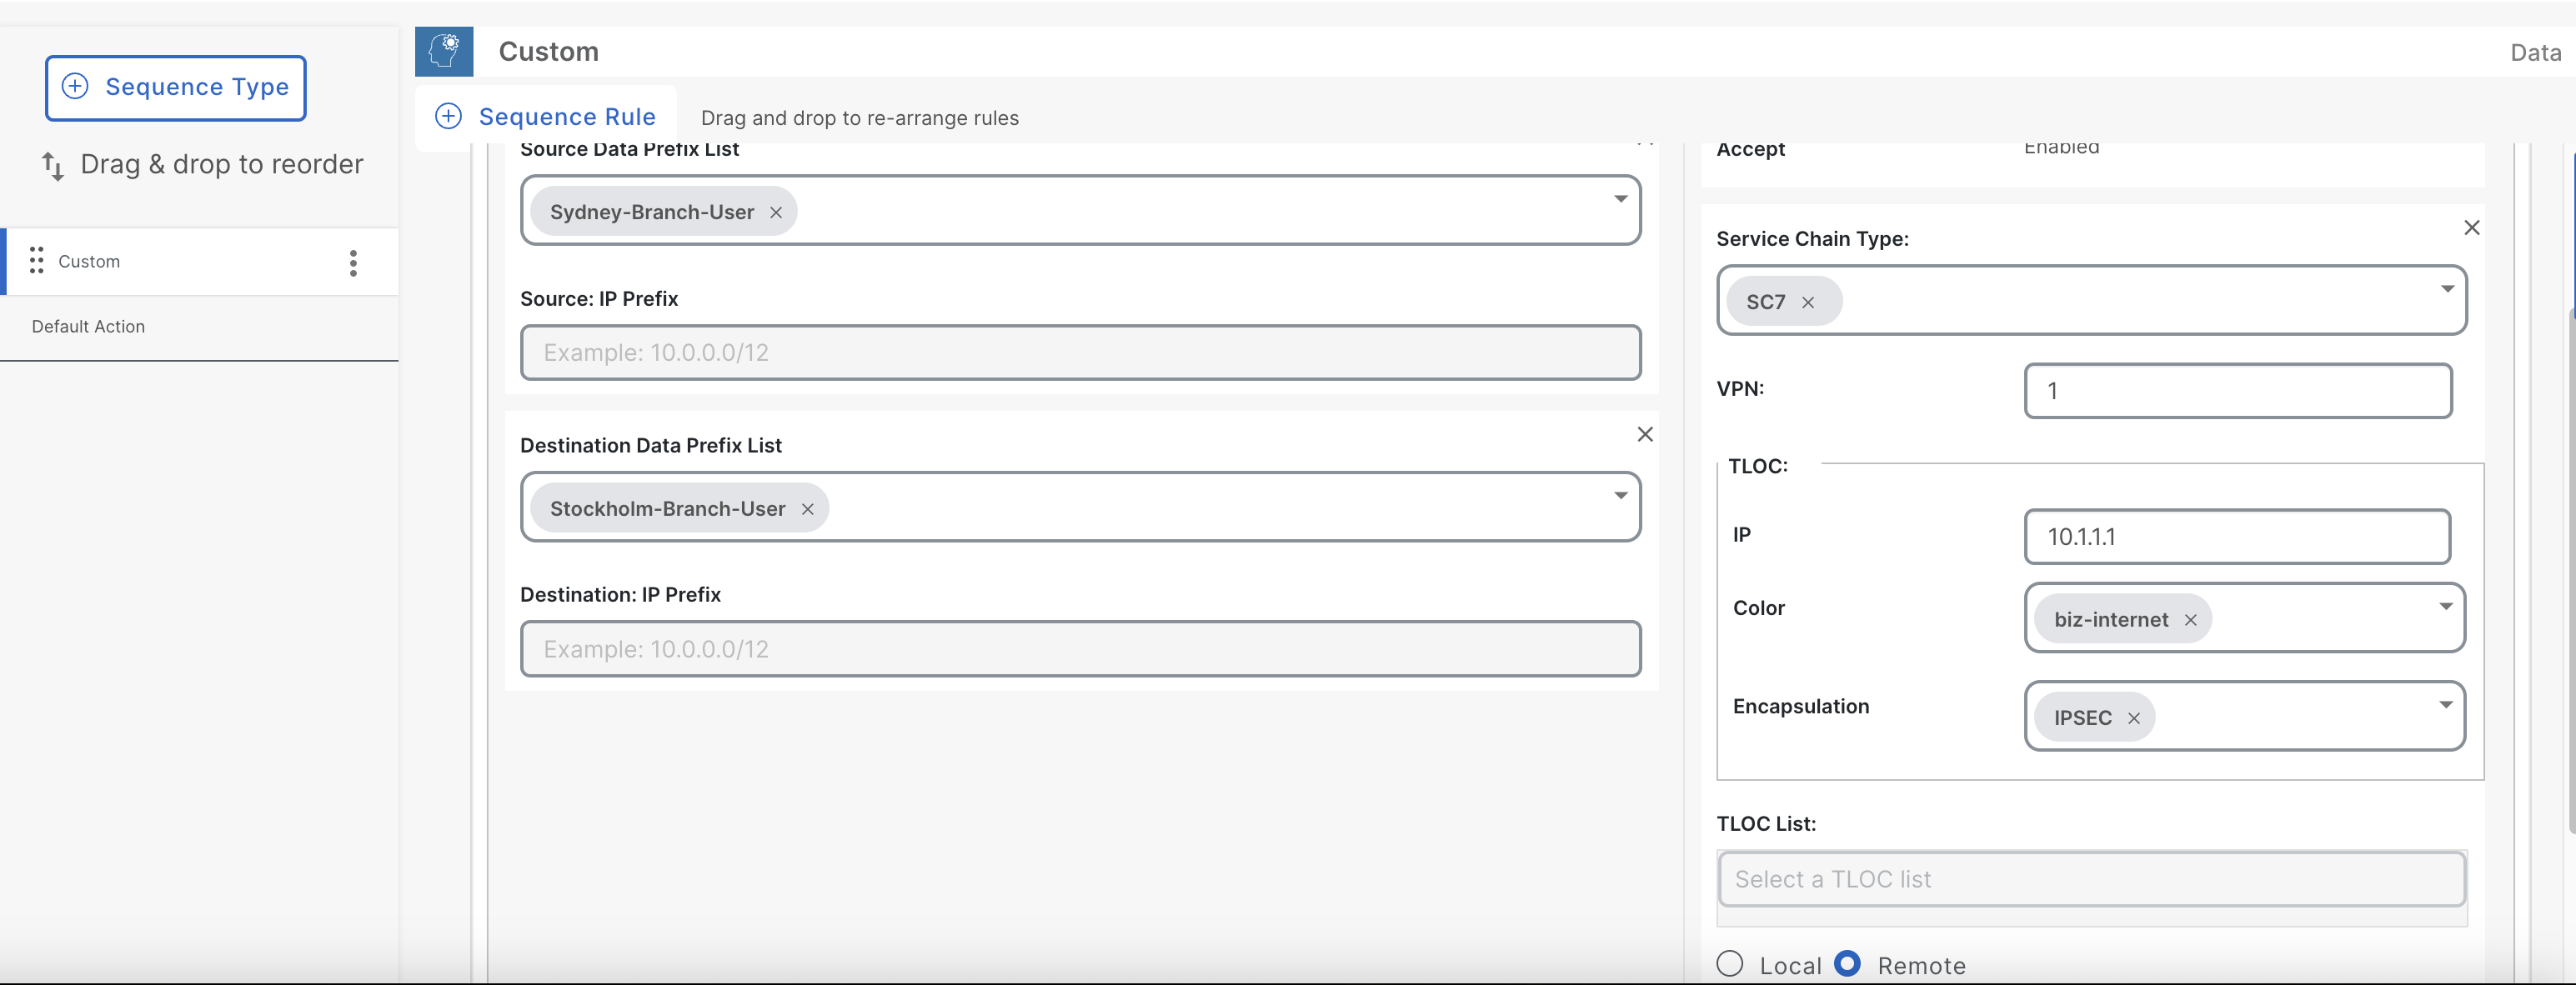 Sequence Type
Drag & drop to reorder
Custom
Default Action
Custom
Data
Sequence Rule
Drag and drop to re-arrange rules
Source Data Prefix List
Sydney-Branch-User
Source: IP Prefix
Example: 10.0.0.0/12
Destination Data Prefix List
Stockholm-Branch-User
Destination: IP Prefix
Example: 10.0.0.0/12
Accept Enabled
Service Chain Type:
SC7
VPN: 1
TLOC:
IP 10.1.1.1
Color biz-internet
Encapsulation IPSEC
TLOC List:
Select a TLOC list
Local Remote